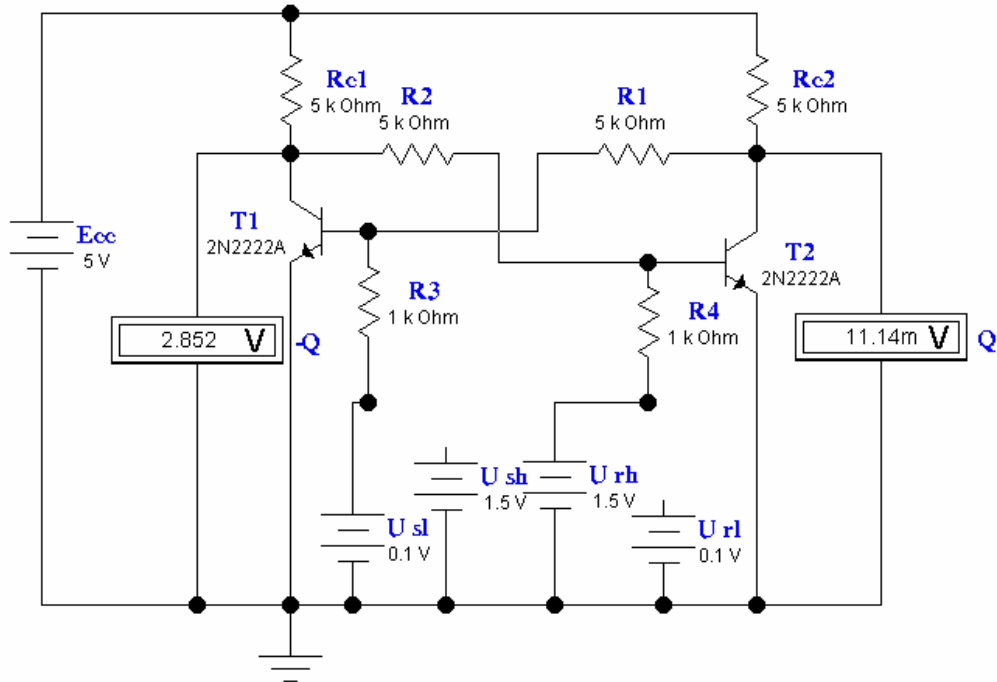 Rc1
5 k Ohm
R2
5 k Ohm
R1
5 k Ohm
Rc2
5 k Ohm
Ecc
5 V
T1
2N2222A
T2
2N2222A
R3
1 k Ohm
R4
1 k Ohm
2.852 V
-Q
11.14m V
Q
U sh
1.5 V
U rh
1.5 V
U sl
0.1 V
U rl
0.1 V